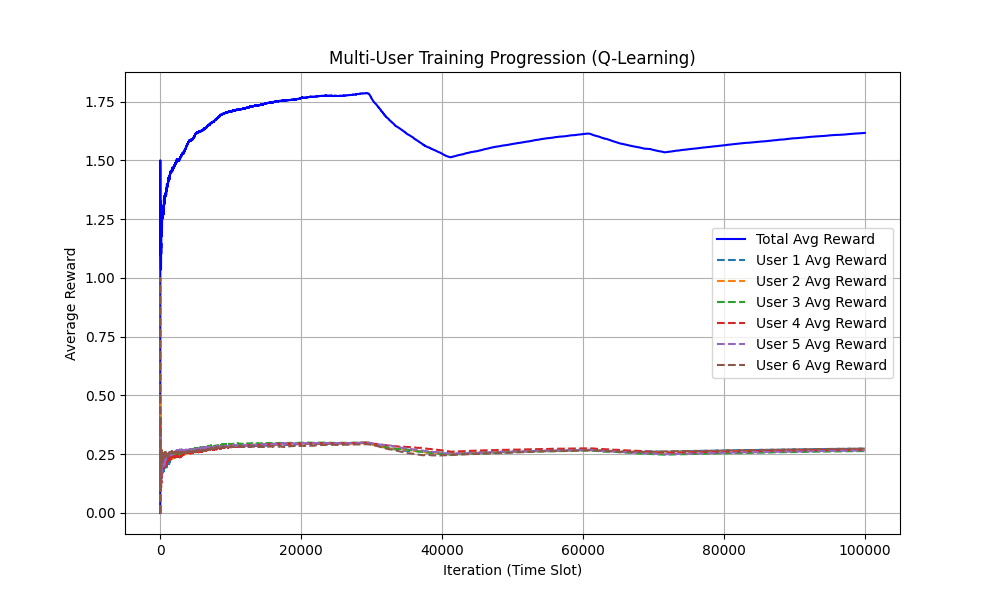 Multi-User Training Progression (Q-Learning)
Average Reward
1.75
1.50
1.25
1.00
0.75
0.50
0.25
0.00
Total Avg Reward
User 1 Avg Reward
User 2 Avg Reward
User 3 Avg Reward
User 4 Avg Reward
User 5 Avg Reward
User 6 Avg Reward
0 20000 40000 60000 80000 100000
Iteration (Time Slot)